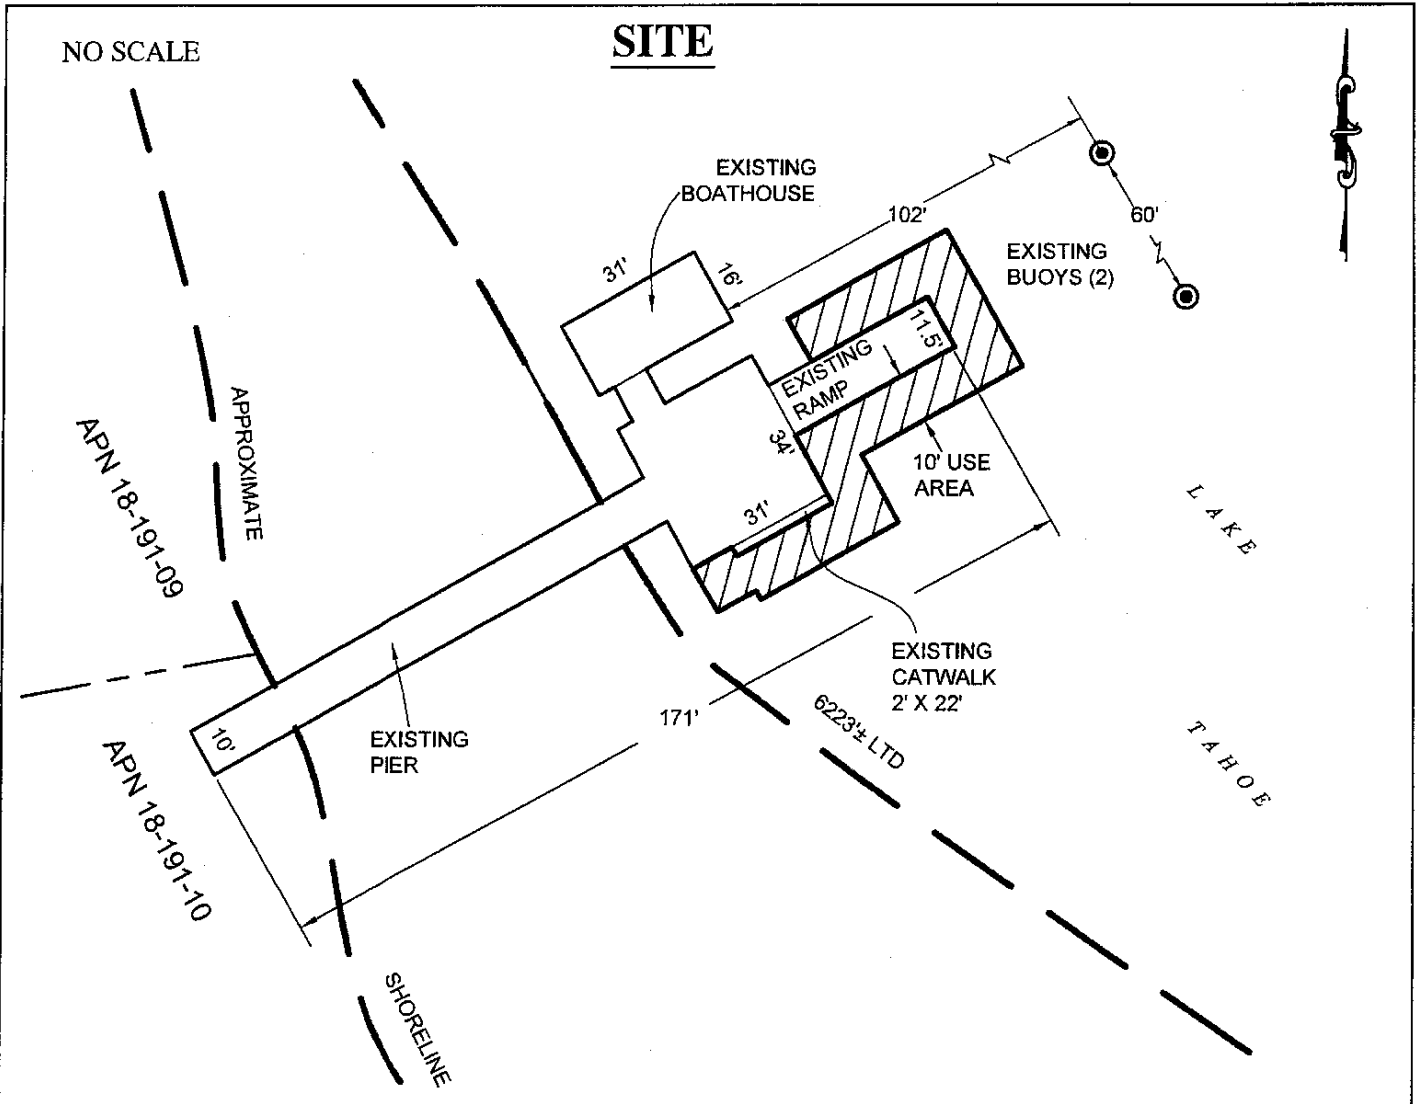 SITE
NO SCALE
EXISTING
BOATHOUSE
31'
16'
102'
60'
EXISTING
BUOYS (2)
11.5'
EXISTING
RAMP
34'
31'
10' USE
AREA
APPROXIMATE
APN 18-191-09
LAKE
EXISTING
CATWALK
2' X 22'
171'
6223'± LTD
EXISTING
PIER
10'
APN 18-191-10
TAHOE
SHORELINE